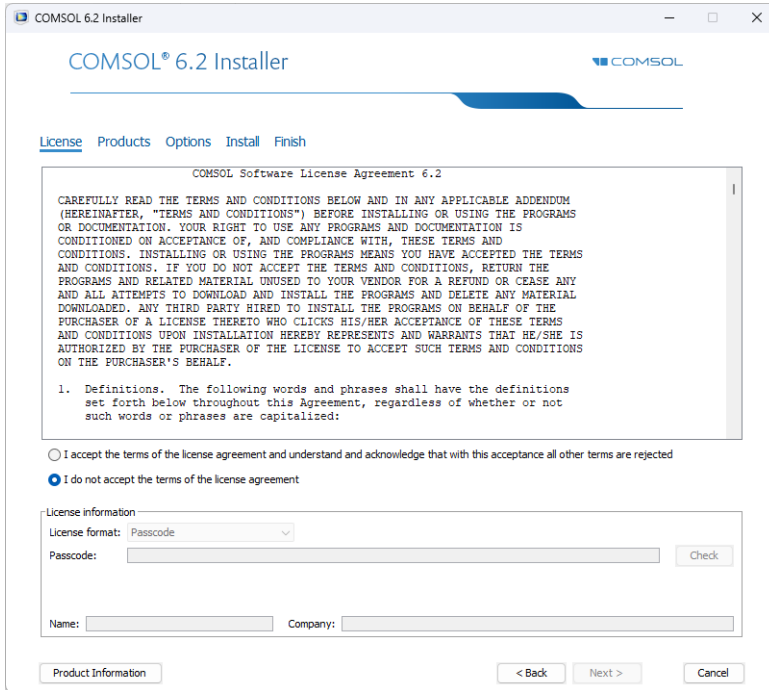 COMSOL 6.2 Installer
COMSOL® 6.2 Installer
COMSOL
License Products Options Install Finish
COMSOL Software License Agreement 6.2
CAREFULLY READ THE TERMS AND CONDITIONS BELOW AND IN ANY APPLICABLE ADDENDUM
(HEREINAFTER, "TERMS AND CONDITIONS") BEFORE INSTALLING OR USING THE PROGRAMS
OR DOCUMENTATION. YOUR RIGHT TO USE ANY PROGRAMS AND DOCUMENTATION IS
CONDITIONED ON ACCEPTANCE OF, AND COMPLIANCE WITH, THESE TERMS AND
CONDITIONS. INSTALLING OR USING THE PROGRAMS MEANS YOU HAVE ACCEPTED THE TERMS
AND CONDITIONS. IF YOU DO NOT ACCEPT THE TERMS AND CONDITIONS, RETURN THE
PROGRAMS AND RELATED MATERIAL UNUSED TO YOUR VENDOR FOR A REFUND OR CEASE ANY
AND ALL ATTEMPTS TO DOWNLOAD AND INSTALL THE PROGRAMS AND DELETE ANY MATERIAL
DOWNLOADED. ANY THIRD PARTY HIRED TO INSTALL THE PROGRAMS ON BEHALF OF THE
PURCHASER OF A LICENSE THERETO WHO CLICKS HIS/HER ACCEPTANCE OF THESE TERMS
AND CONDITIONS UPON INSTALLATION HEREBY REPRESENTS AND WARRANTS THAT HE/SHE IS
AUTHORIZED BY THE PURCHASER OF THE LICENSE TO ACCEPT SUCH TERMS AND CONDITIONS
ON THE PURCHASER'S BEHALF.
1. Definitions. The following words and phrases shall have the definitions
set forth below throughout this Agreement, regardless of whether or not
such words or phrases are capitalized:
I accept the terms of the license agreement and understand and acknowledge that with this acceptance all other terms are rejected
I do not accept the terms of the license agreement
License information
License format: Passcode
Passcode: Check
Name: Company:
Product Information < Back Next > Cancel